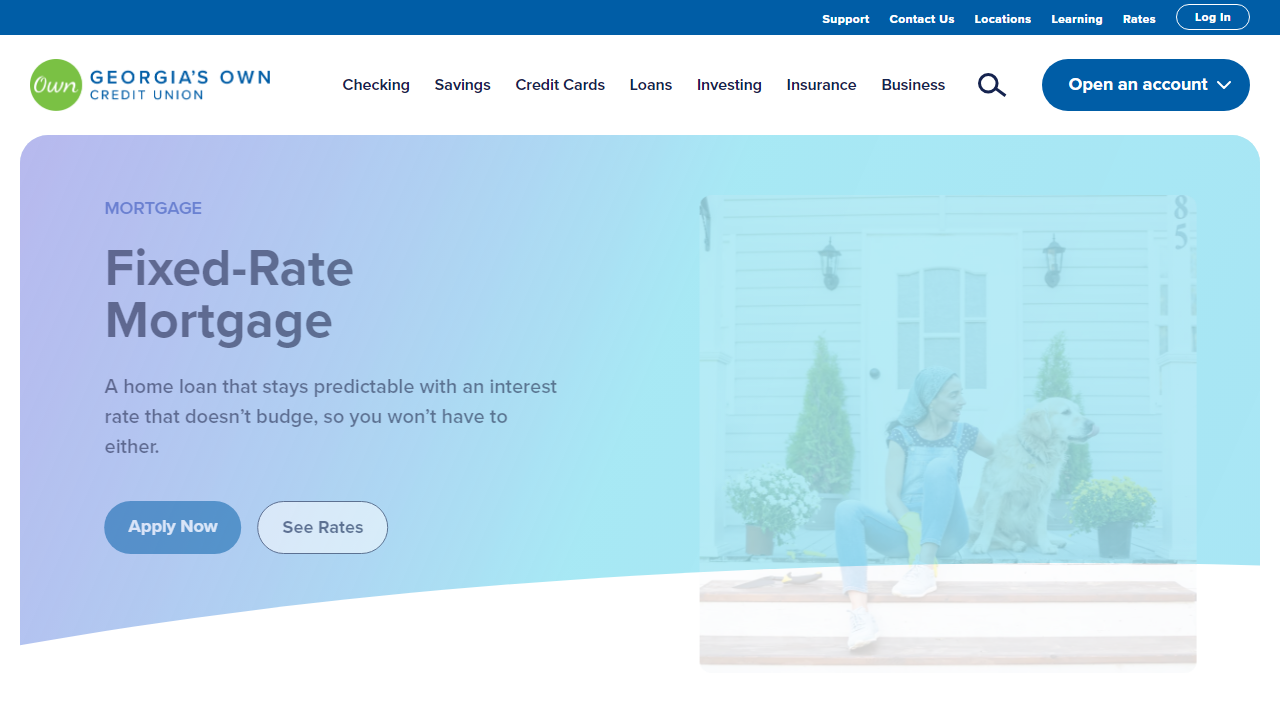 Support Contact Us Locations Learning Rates Log In
Own GEORGIA'S OWN
CREDIT UNION
Checking Savings Credit Cards Loans Investing Insurance Business Open an account
MORTGAGE
Fixed-Rate
Mortgage
A home loan that stays predictable with an interest
rate that doesn’t budge, so you won’t have to
either.
Apply Now See Rates
8
5